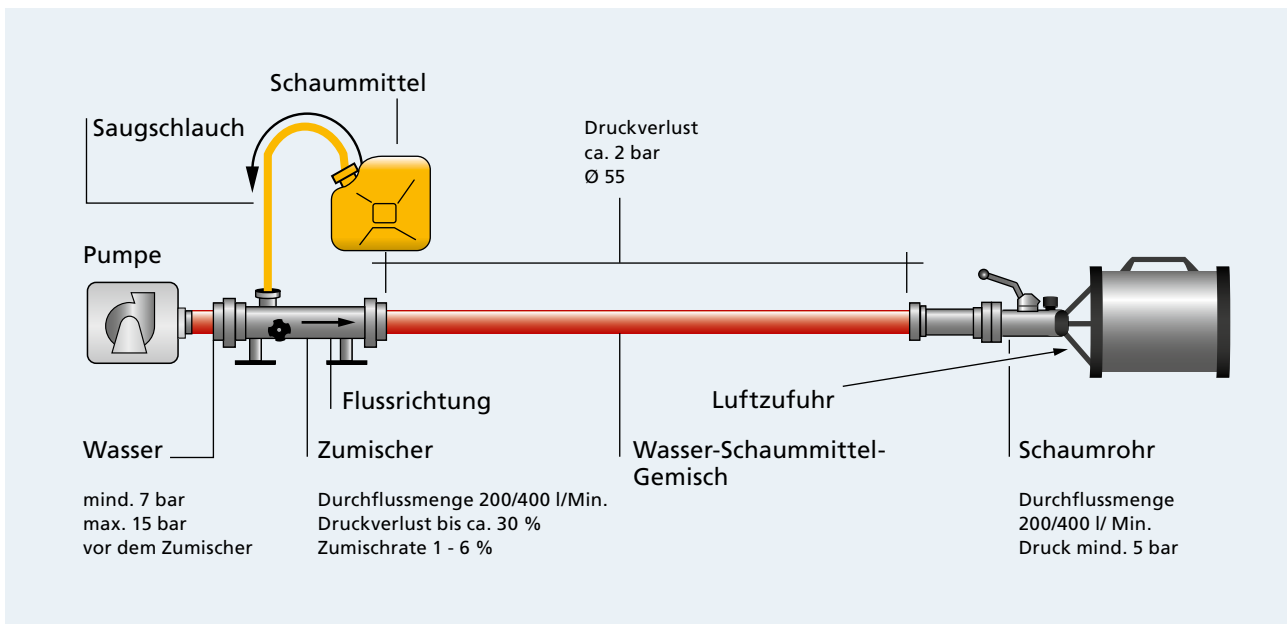 Schaummittel
Saugschlauch
Druckverlust
ca. 2 bar
Ø 55
Pumpe
Flussrichtung
Luftzufuhr
Wasser
mind. 7 bar
max. 15 bar
vor dem Zumischer
Zumischer
Durchflussmenge 200/400 l/Min.
Druckverlust bis ca. 30 %
Zumischrate 1 - 6 %
Wasser-Schaummittel-
Gemisch
Schaumrohr
Durchflussmenge
200/400 l/ Min.
Druck mind. 5 bar